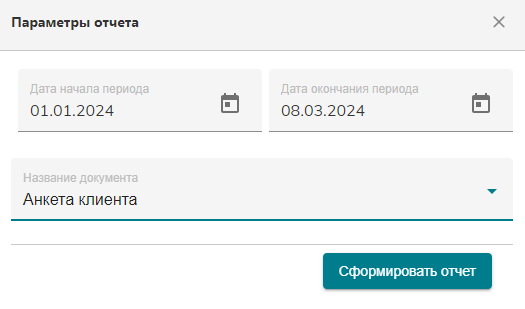 Параметры отчета
Дата начала периода
Дата окончания периода
01.01.2024
08.03.2024
Название документа
Анкета клиента
Сформировать отчет